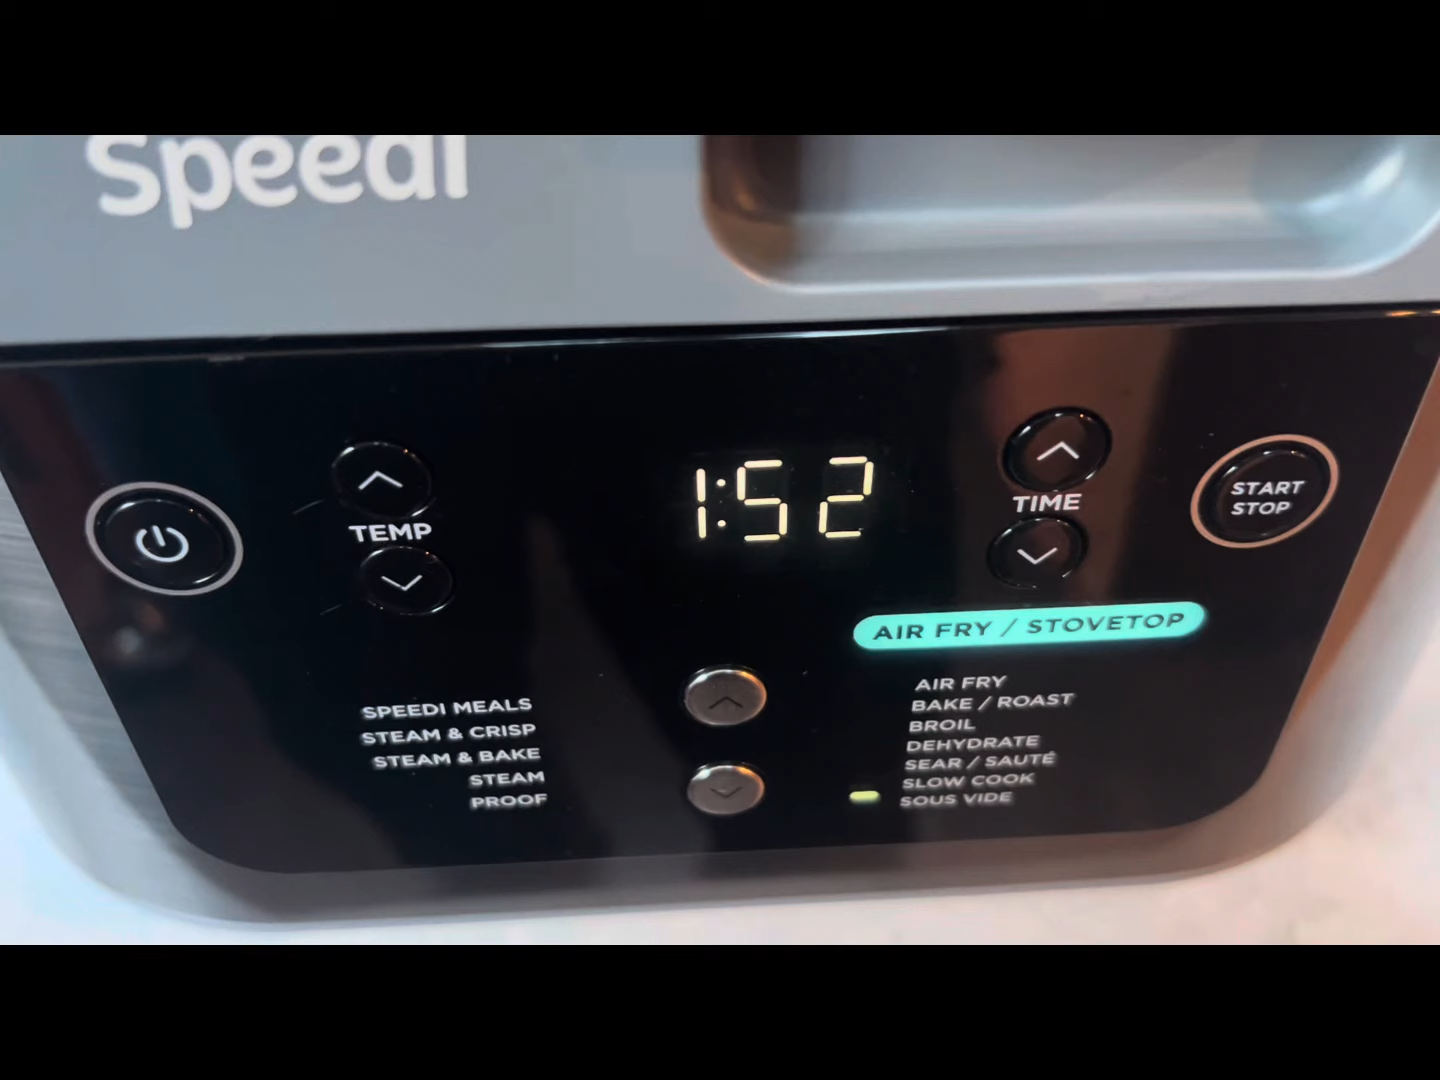 Speedi
TEMP
1:52
TIME
START
STOP
AIR FRY / STOVETOP
SPEEDI MEALS
STEAM & CRISP
STEAM & BAKE
STEAM
PROOF
AIR FRY
BAKE / ROAST
BROIL
DEHYDRATE
SEAR / SAUTÉ
SLOW COOK
SOUS VIDE